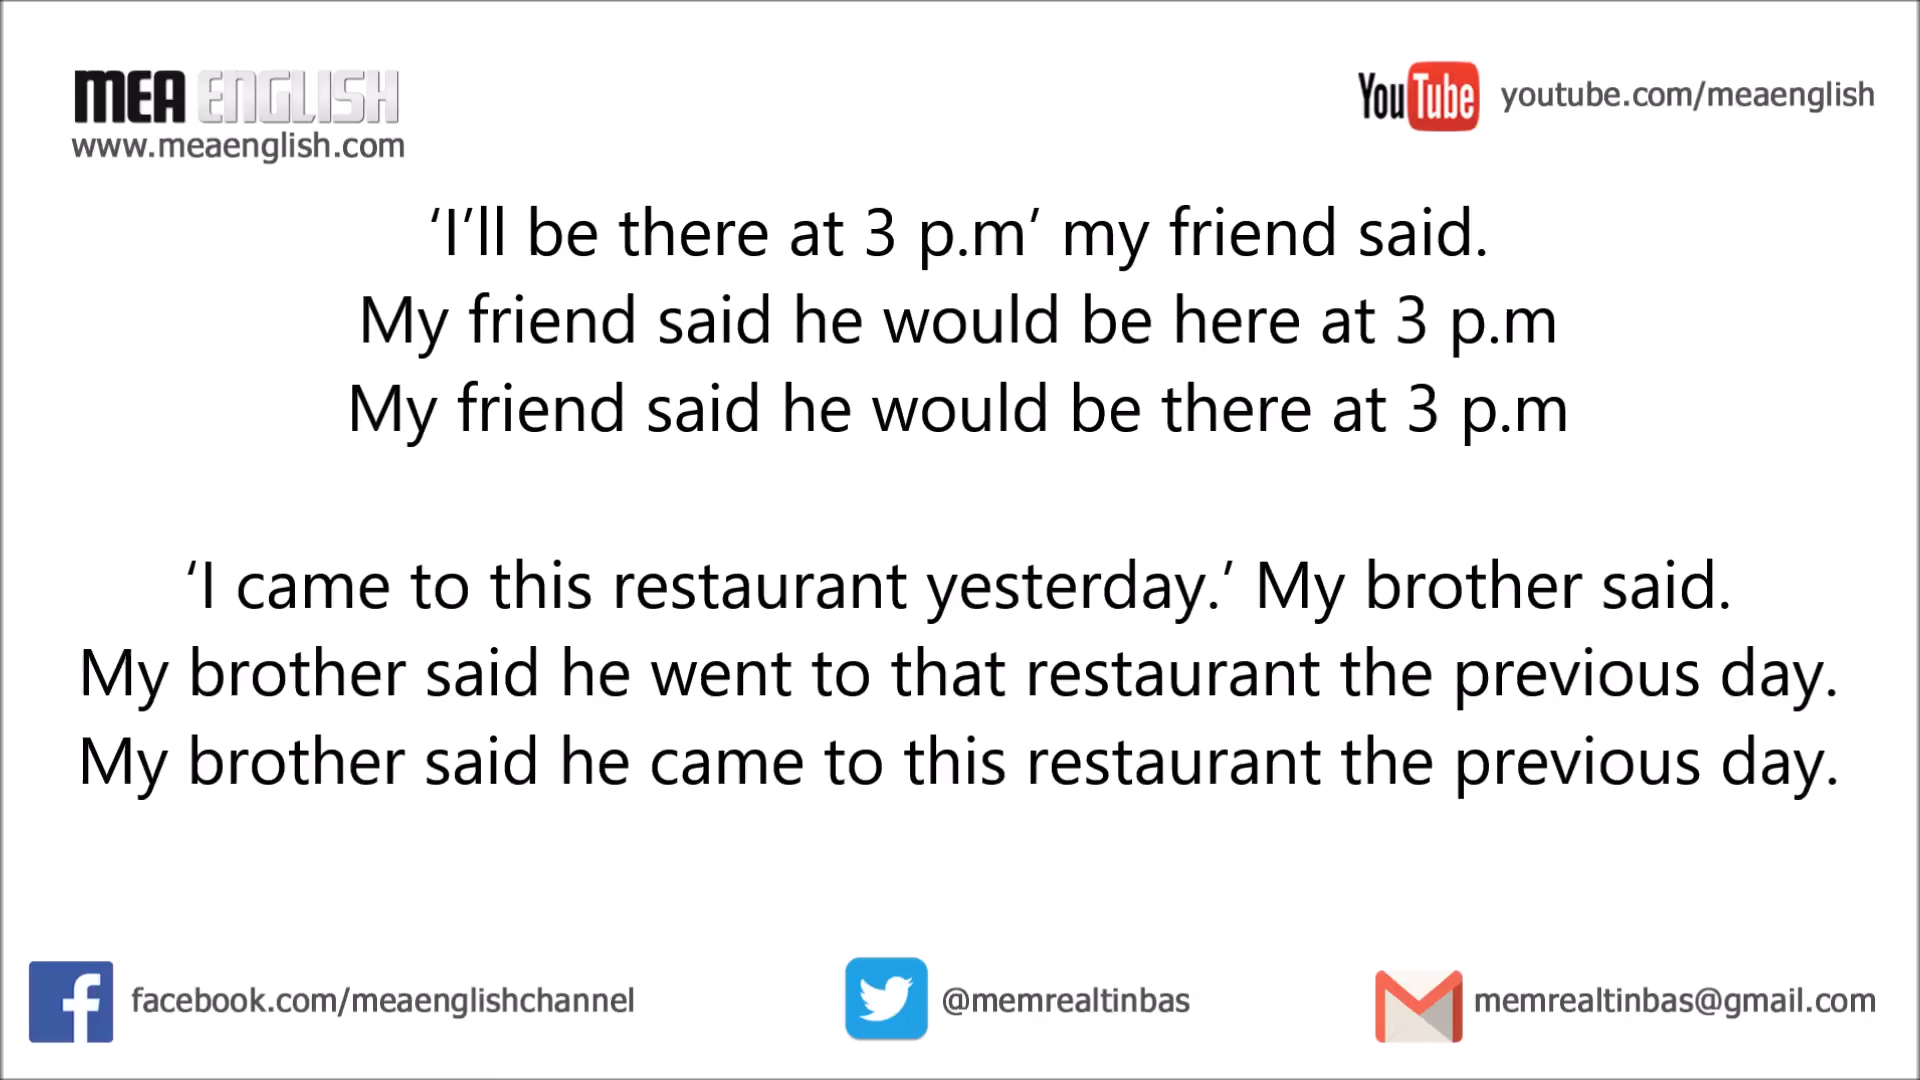 MEA ENGLISH
www.meaenglish.com
YouTube youtube.com/meaenglish
‘I’ll be there at 3 p.m’ my friend said.
My friend said he would be here at 3 p.m
My friend said he would be there at 3 p.m
‘I came to this restaurant yesterday.’ My brother said.
My brother said he went to that restaurant the previous day.
My brother said he came to this restaurant the previous day.
facebook.com/meaenglishchannel
@memrealtinbas
memrealtinbas@gmail.com